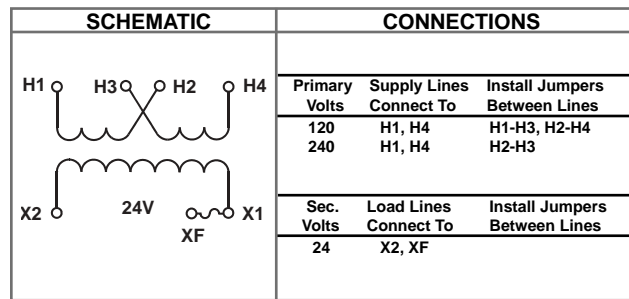 SCHEMATIC
CONNECTIONS
H1 H3 H2 H4
X2 24V X1
XF
Primary Supply Lines Install Jumpers
Volts Connect To Between Lines
120 H1, H4 H1-H3, H2-H4
240 H1, H4 H2-H3
Sec. Load Lines Install Jumpers
Volts Connect To Between Lines
24 X2, XF